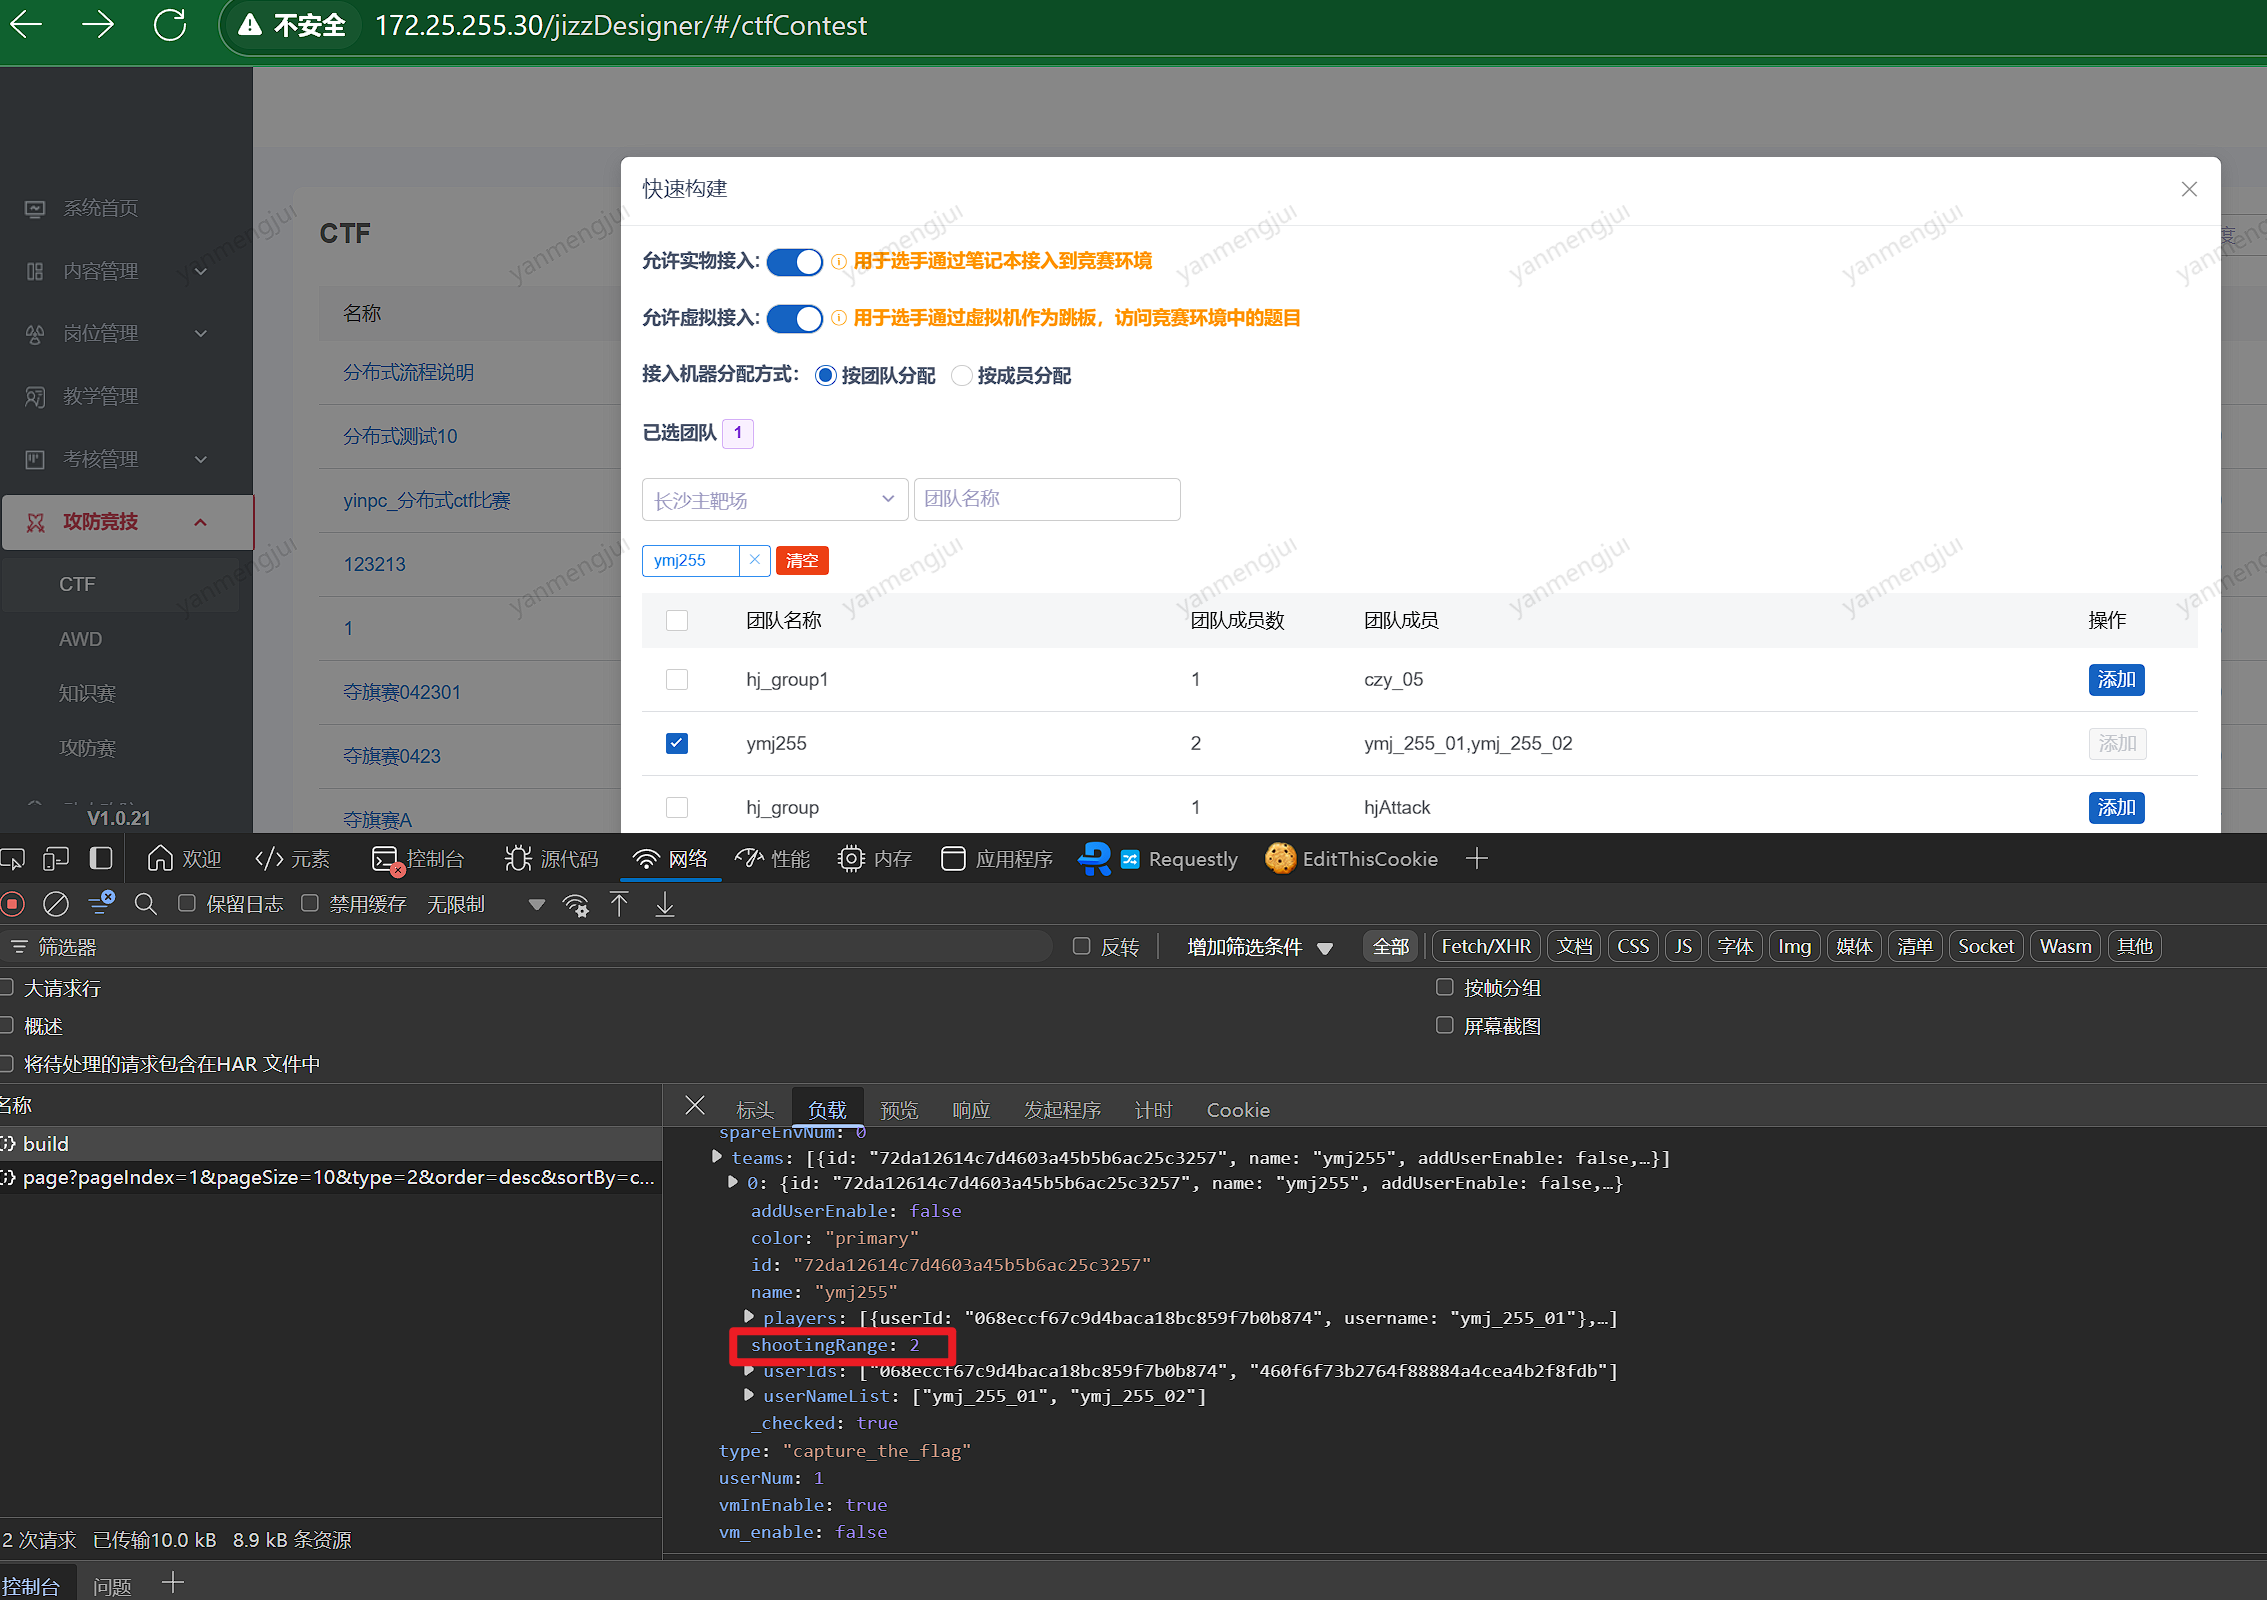 不安全 172.25.255.30/jizzDesigner/#/ctfContest
系统首页
内容管理
岗位管理
教学管理
考核管理
攻防竞技
CTF
AWD
知识赛
攻防赛
V1.0.21
CTF
名称
分布式流程说明
分布式测试10
yinpc_分布式ctf比赛
123213
1
夺旗赛042301
夺旗赛0423
夺旗赛A
快速构建
允许实物接入: 用于选手通过笔记本接入到竞赛环境
允许虚拟接入: 用于选手通过虚拟机作为跳板，访问竞赛环境中的题目
接入机器分配方式： 按团队分配 按成员分配
已选团队 1
长沙主靶场 团队名称
ymj255 清空
团队名称 团队成员数 团队成员 操作
hj_group1 1 czy_05 添加
ymj255 2 ymj_255_01,ymj_255_02 添加
hj_group 1 hjAttack 添加
yanmengjui
欢迎 元素 控制台 源代码 网络 性能 内存 应用程序 Requestly EditThisCookie
保留日志 禁用缓存 无限制
筛选器 反转 增加筛选条件 全部 Fetch/XHR 文档 CSS JS 字体 Img 媒体 清单 Socket Wasm 其他
大请求行 按帧分组
概述 屏幕截图
将待处理的请求包含在HAR 文件中
名称
build
page?pageIndex=1&pageSize=10&type=2&order=desc&sortBy=c...
标头 负载 预览 响应 发起程序 计时 Cookie
spareEnvNum: 0
teams: [{id: "72da12614c7d4603a45b5b6ac25c3257", name: "ymj255", addUserEnable: false,…}]
0: {id: "72da12614c7d4603a45b5b6ac25c3257", name: "ymj255", addUserEnable: false,…}
addUserEnable: false
color: "primary"
id: "72da12614c7d4603a45b5b6ac25c3257"
name: "ymj255"
players: [{userId: "068eccf67c9d4baca18bc859f7b0b874", username: "ymj_255_01"},…]
shootingRange: 2
userIds: ["068eccf67c9d4baca18bc859f7b0b874", "460f6f73b2764f88884a4cea4b2f8fdb"]
userNameList: ["ymj_255_01", "ymj_255_02"]
_checked: true
type: "capture_the_flag"
userNum: 1
vmInEnable: true
vm_enable: false
2 次请求 已传输10.0 kB 8.9 kB 条资源
控制台 问题